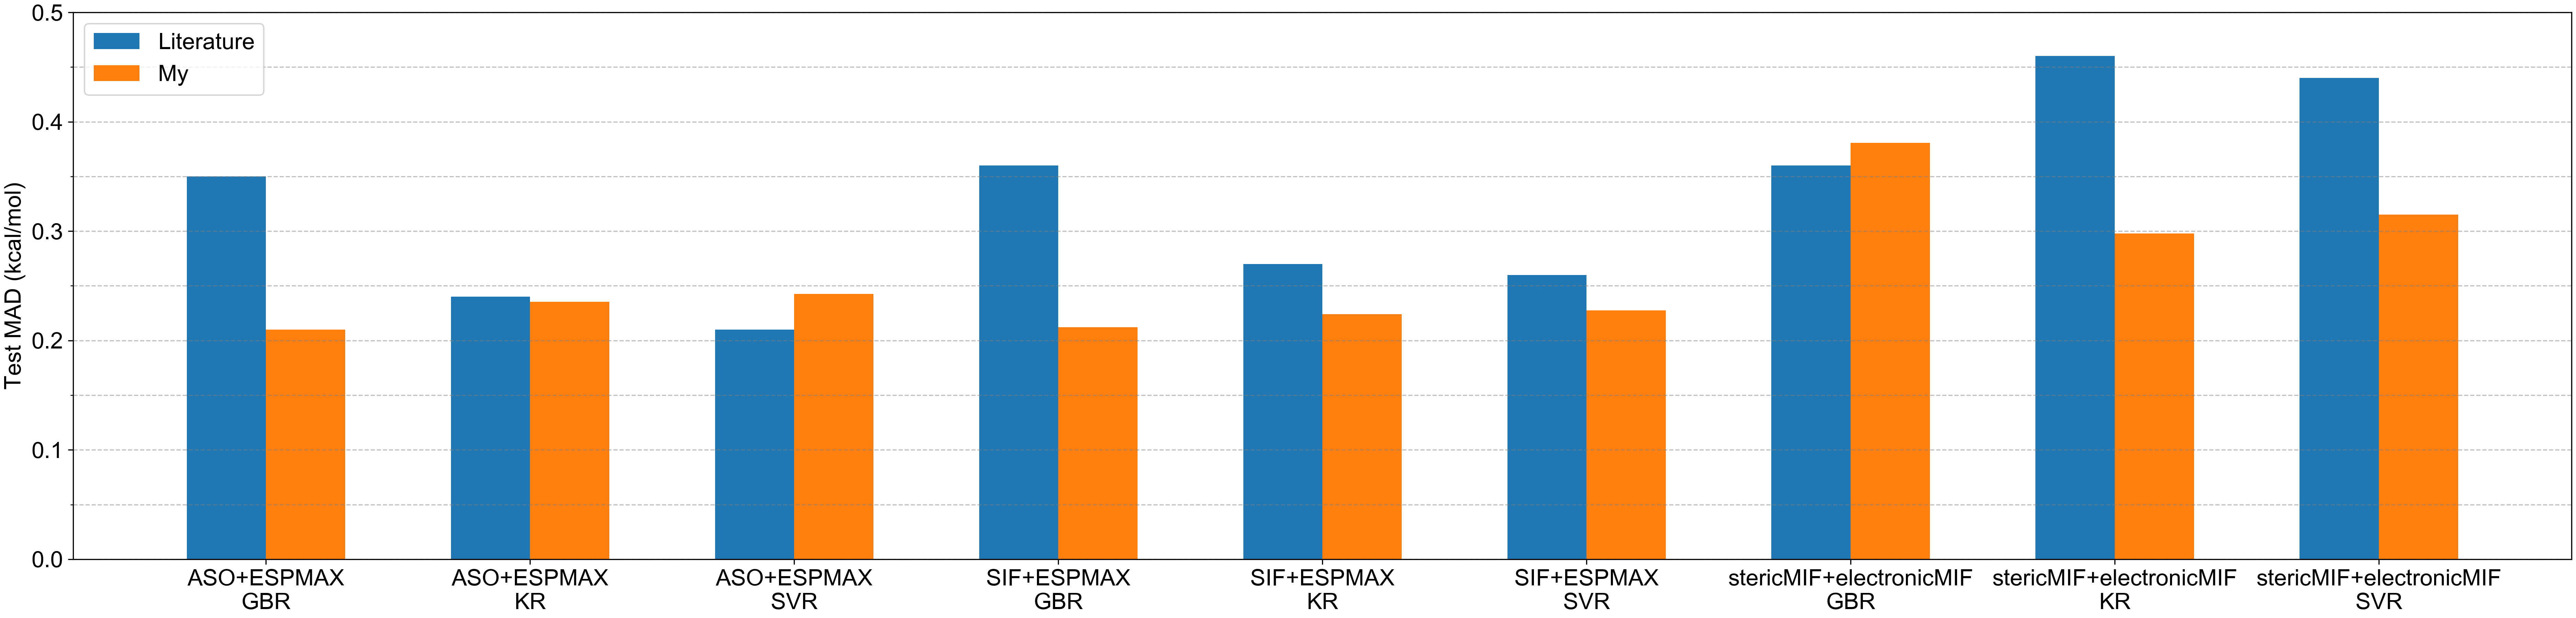 Test MAD (kcal/mol)
0.5
0.4
0.3
0.2
0.1
0.0
Literature
My
ASO+ESPMAX
GBR
ASO+ESPMAX
KR
ASO+ESPMAX
SVR
SIF+ESPMAX
GBR
SIF+ESPMAX
KR
SIF+ESPMAX
SVR
stericMIF+electronicMIF
GBR
stericMIF+electronicMIF
KR
stericMIF+electronicMIF
SVR